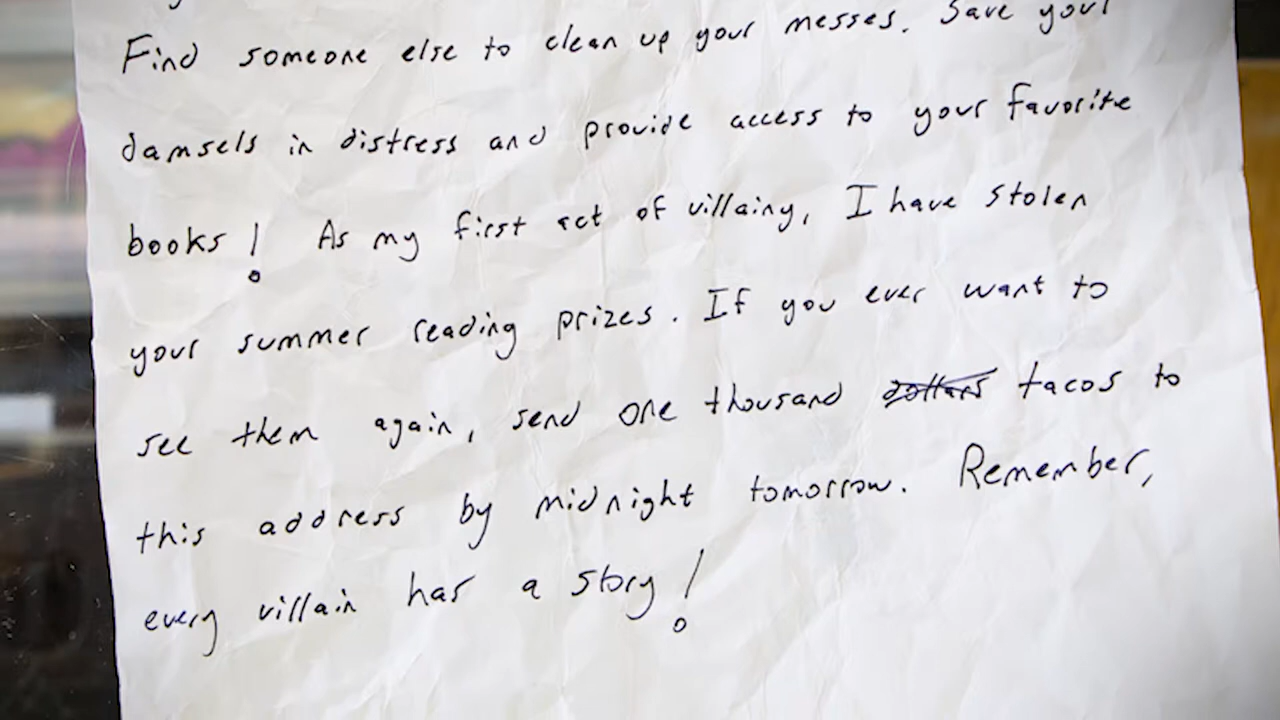 Find someone else to clean up your messes. Save your
damsels in distress and provide access to your favorite
books! As my first act of villainy, I have stolen
your summer reading prizes. If you ever want to
see them again, send one thousand dollars tacos to
this address by midnight tomorrow. Remember,
every villain has a story!